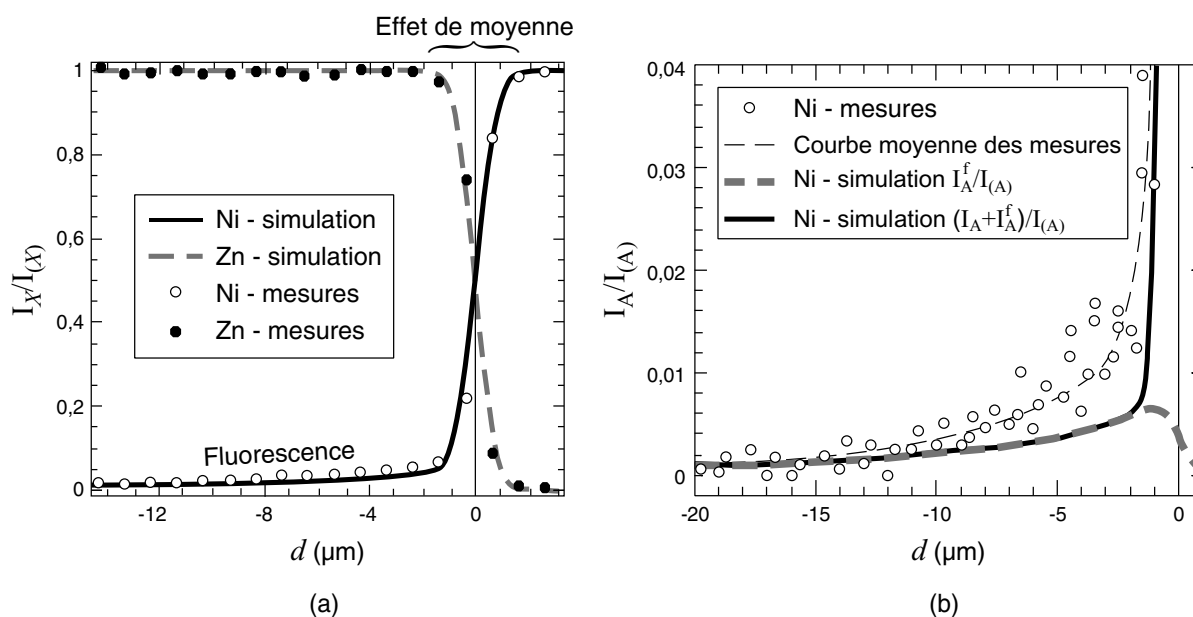 Effet de moyenne
1
0,8
0,6
0,4
0,2
0
I_X/I_(X)
Ni - simulation
Zn - simulation
Ni - mesures
Zn - mesures
Fluorescence
-12
-8
-4
0
d (µm)
(a)
0,04
0,03
0,02
0,01
0
I_A/I_(A)
Ni - mesures
Courbe moyenne des mesures
Ni - simulation I_A^f/I_(A)
Ni - simulation (I_A+I_A^f)/I_(A)
-20
-15
-10
-5
0
d (µm)
(b)